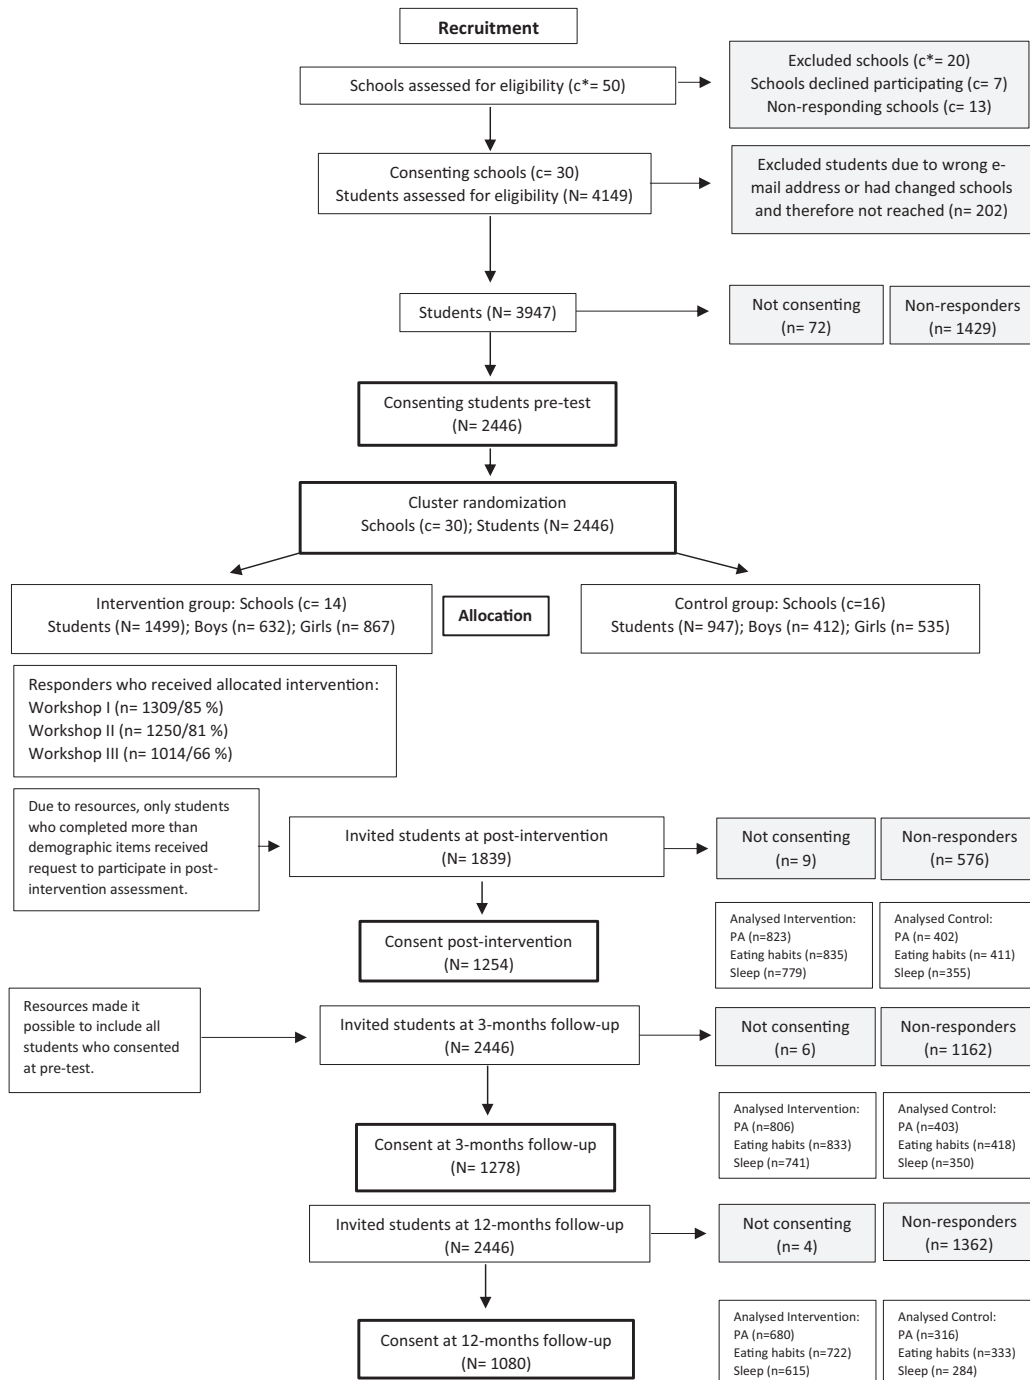 Recruitment
Schools assessed for eligibility (c*= 50)
Excluded schools (c*= 20)
Schools declined participating (c= 7)
Non-responding schools (c= 13)
Consenting schools (c= 30)
Students assessed for eligibility (N= 4149)
Excluded students due to wrong e-
mail address or had changed schools
and therefore not reached (n= 202)
Students (N= 3947)
Not consenting
(n= 72)
Non-responders
(n= 1429)
Consenting students pre-test
(N= 2446)
Cluster randomization
Schools (c= 30); Students (N= 2446)
Intervention group: Schools (c= 14)
Students (N= 1499); Boys (n= 632); Girls (n= 867)
Allocation
Control group: Schools (c=16)
Students (N= 947); Boys (n= 412); Girls (n= 535)
Responders who received allocated intervention:
Workshop I (n= 1309/85 %)
Workshop II (n= 1250/81 %)
Workshop III (n= 1014/66 %)
Due to resources, only students
who completed more than
demographic items received
request to participate in post-
intervention assessment.
Invited students at post-intervention
(N= 1839)
Not consenting
(n= 9)
Non-responders
(n= 576)
Consent post-intervention
(N= 1254)
Analysed Intervention:
PA (n=823)
Eating habits (n=835)
Sleep (n=779)
Analysed Control:
PA (n= 402)
Eating habits (n= 411)
Sleep (n=355)
Resources made it
possible to include all
students who consented
at pre-test.
Invited students at 3-months follow-up
(N= 2446)
Not consenting
(n= 6)
Non-responders
(n= 1162)
Consent at 3-months follow-up
(N= 1278)
Analysed Intervention:
PA (n=806)
Eating habits (n=833)
Sleep (n=741)
Analysed Control:
PA (n=403)
Eating habits (n=418)
Sleep (n=350)
Invited students at 12-months follow-up
(N= 2446)
Not consenting
(n= 4)
Non-responders
(n= 1362)
Consent at 12-months follow-up
(N= 1080)
Analysed Intervention:
PA (n=680)
Eating habits (n=722)
Sleep (n=615)
Analysed Control:
PA (n=316)
Eating habits (n=333)
Sleep (n= 284)